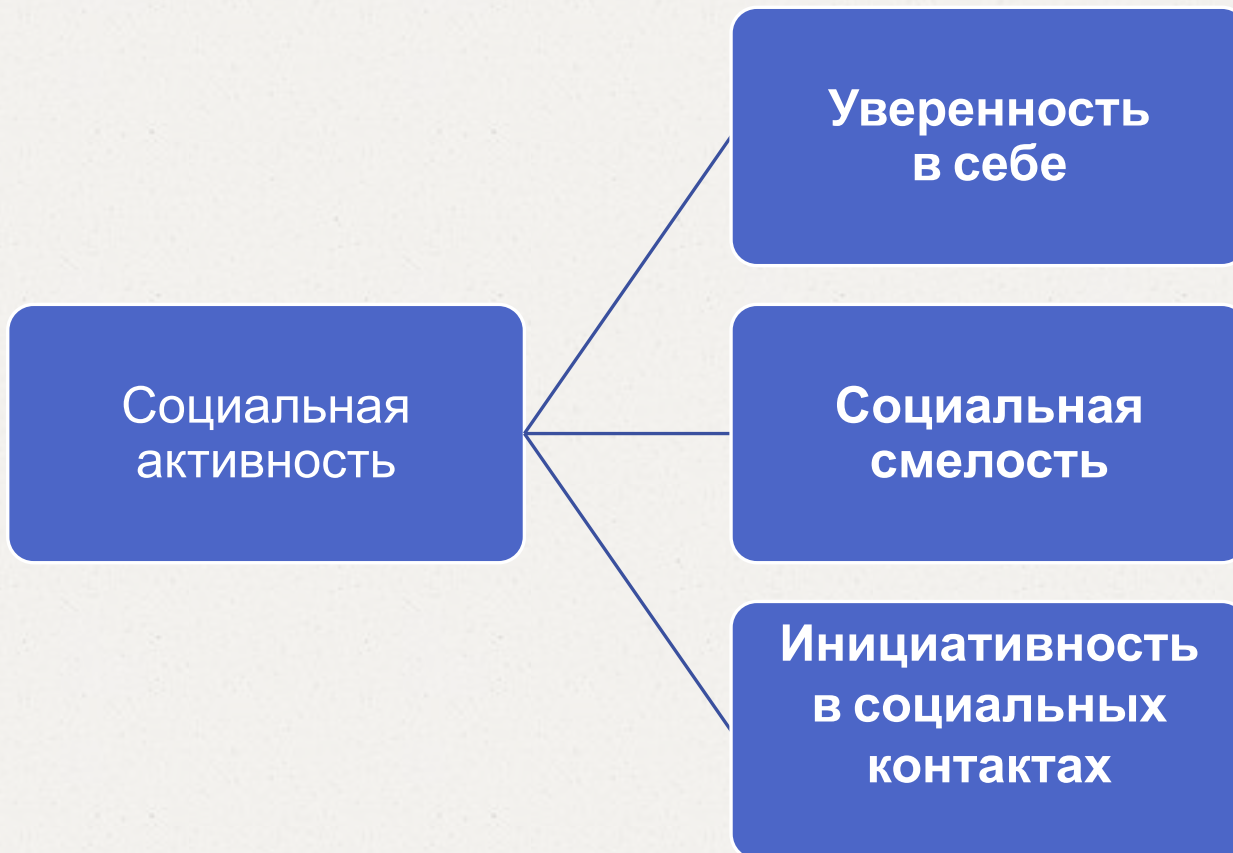 Уверенность
в себе
Социальная
активность
Социальная
смелость
Инициативность
в социальных
контактах